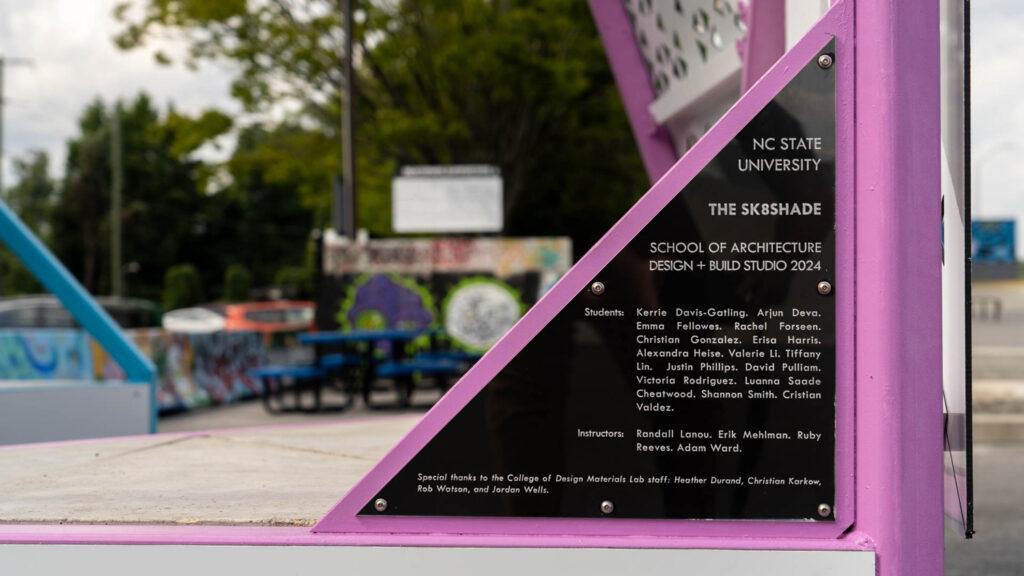 NC STATE
UNIVERSITY
THE SK8SHADE
SCHOOL OF ARCHITECTURE
DESIGN + BUILD STUDIO 2024
Students: Kerrie Davis-Gatling. Arjun Deva.
Emma Fellowes. Rachel Forseen.
Christian Gonzalez. Erisa Harris.
Alexandra Heise. Valerie Li. Tiffany
Lin. Justin Phillips. David Pulliam.
Victoria Rodriguez. Luanna Saade
Cheatwood. Shannon Smith. Cristian
Valdez.
Instructors: Randall Lanou. Erik Mehlman. Ruby
Reeves. Adam Ward.
Special thanks to the College of Design Materials Lab staff: Heather Durand, Christian Karkow,
Rob Watson, and Jordan Wells.